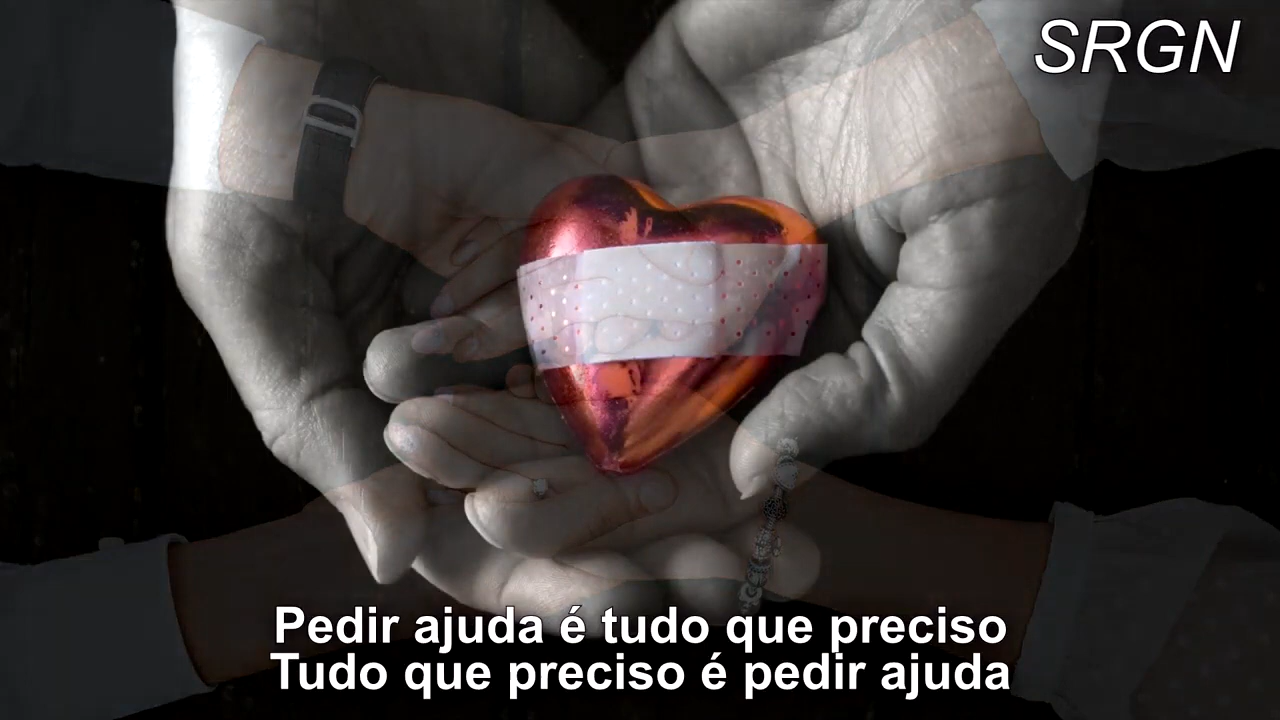 SRGN
Pedir ajuda é tudo que preciso
Tudo que preciso é pedir ajuda